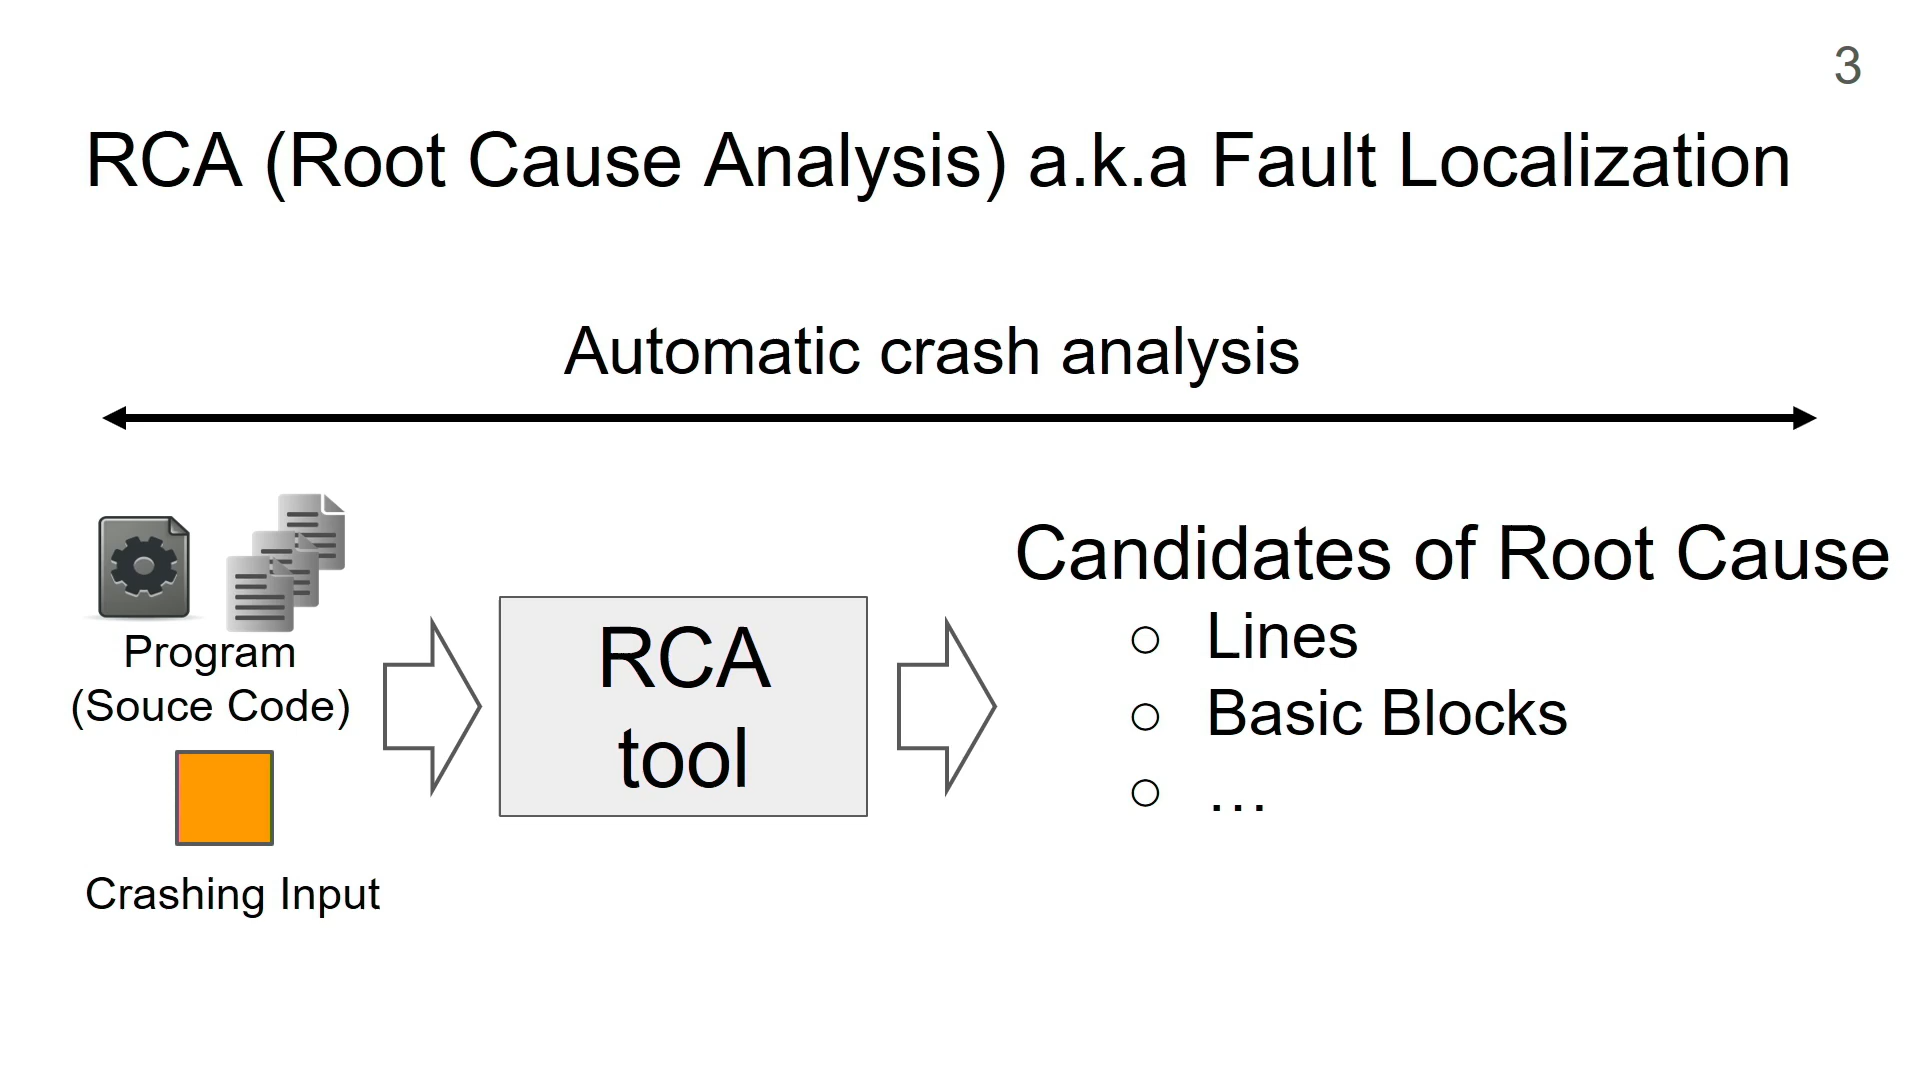 3
RCA (Root Cause Analysis) a.k.a Fault Localization
Automatic crash analysis
Program
(Souce Code)
Crashing Input
RCA
tool
Candidates of Root Cause
○ Lines
○ Basic Blocks
○ …